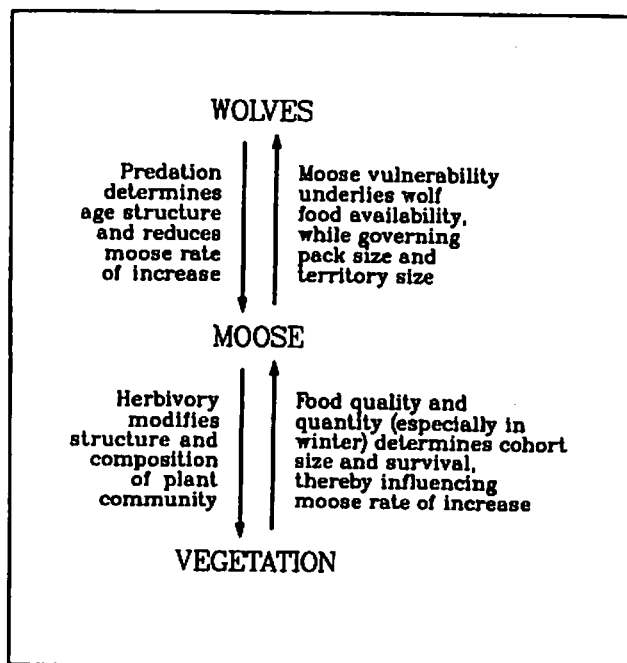 WOLVES
Predation
determines
age structure
and reduces
moose rate
of increase
Moose vulnerability
underlies wolf
food availability,
while governing
pack size and
territory size
MOOSE
Herbivory
modifies
structure and
composition
of plant
community
Food quality and
quantity (especially in
winter) determines cohort
size and survival,
thereby influencing
moose rate of increase
VEGETATION